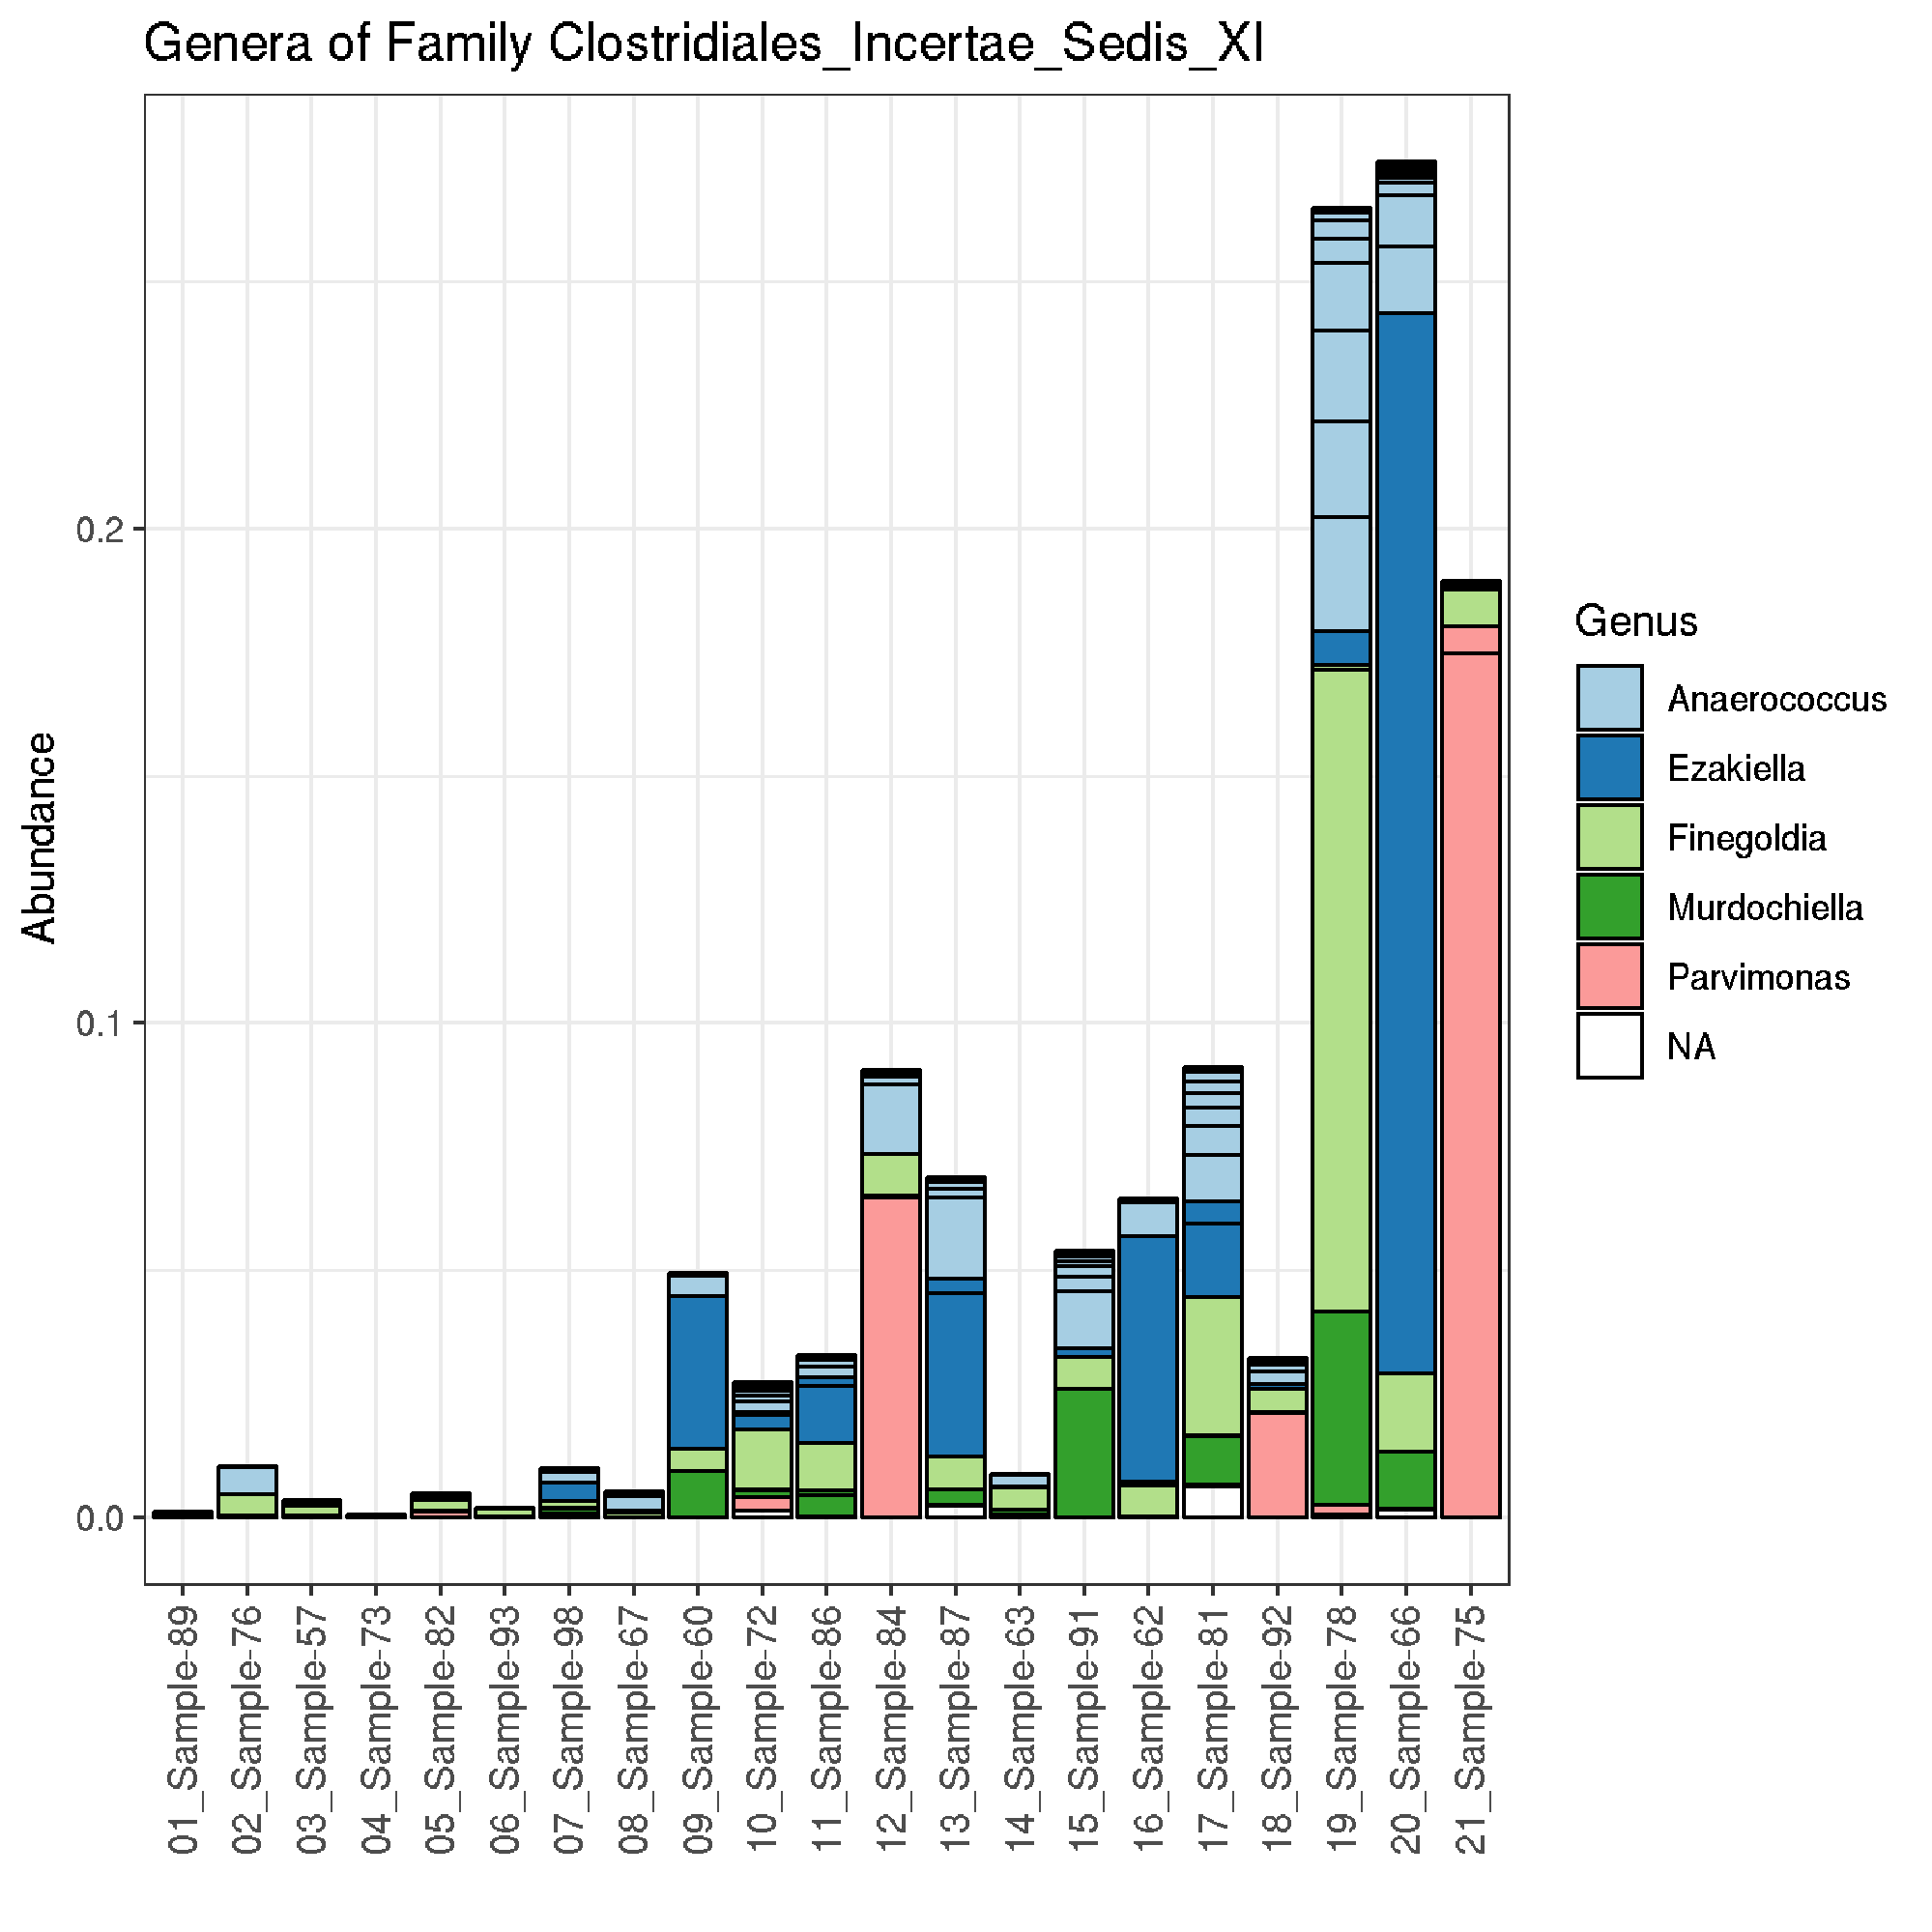 Genera of Family Clostridiales_Incertae_Sedis_XI
Abundance
0.2
0.1
0.0
01_Sample-89
02_Sample-76
03_Sample-57
04_Sample-73
05_Sample-82
06_Sample-93
07_Sample-98
08_Sample-67
09_Sample-60
10_Sample-72
11_Sample-86
12_Sample-84
13_Sample-87
14_Sample-63
15_Sample-91
16_Sample-62
17_Sample-81
18_Sample-92
19_Sample-78
20_Sample-66
21_Sample-75
Genus
Anaerococcus
Ezakiella
Finegoldia
Murdochiella
Parvimonas
NA